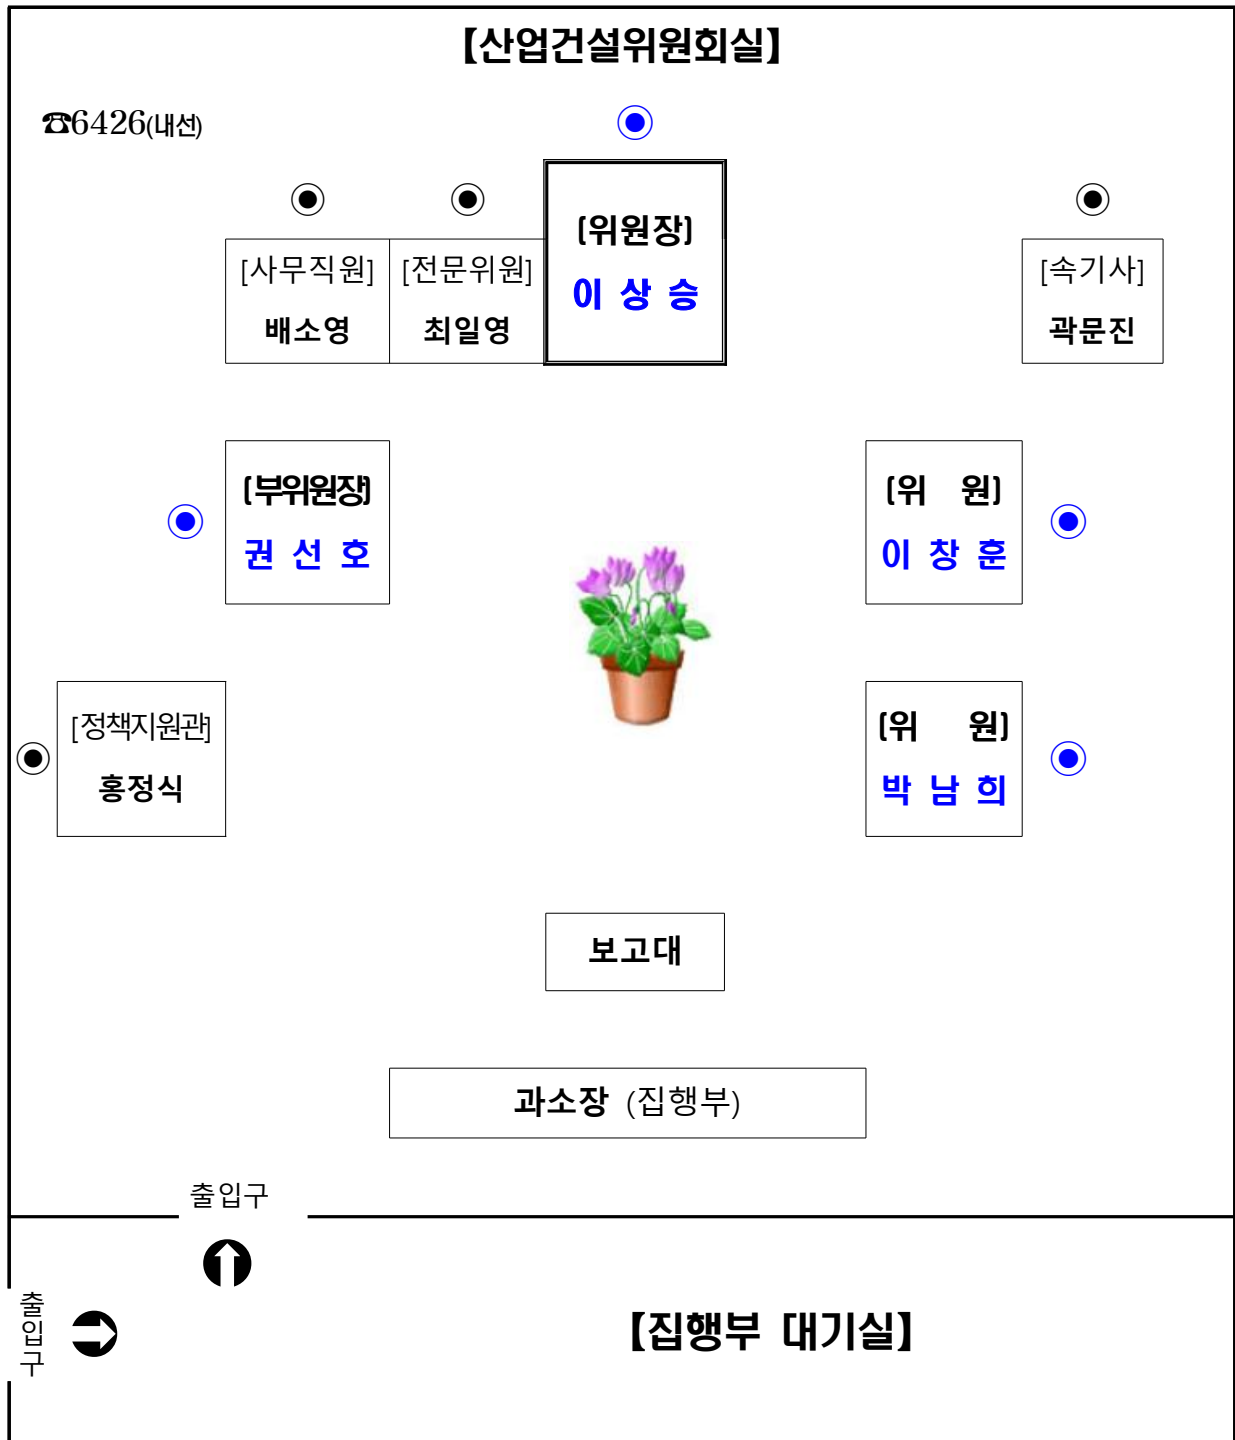 【산업건설위원회실】
☎6426(내선)
[사무직원]
배소영
[전문위원]
최일영
[위원장]
이 상 승
[속기사]
곽문진
[부위원장]
권 선 호
[위 원]
이 창 훈
[정책지원관]
홍정식
[위 원]
박 남 희
보고대
과소장 (집행부)
출입구
출입구
【집행부 대기실】